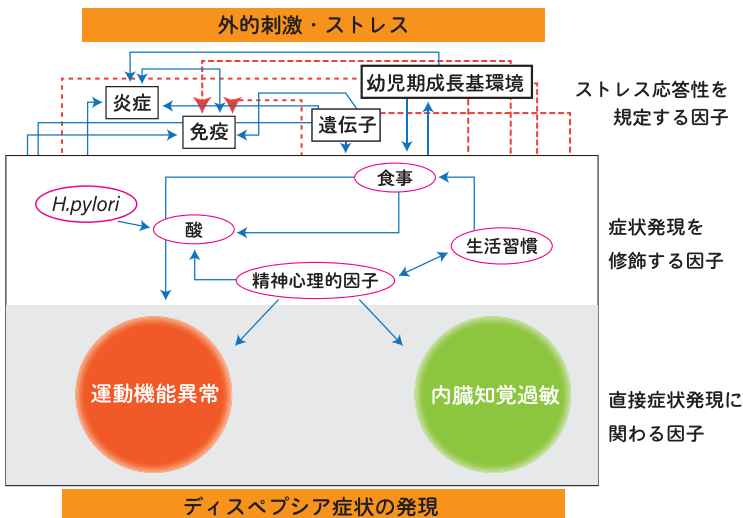 外的刺激・ストレス
幼児期成長基環境
炎症
免疫
遺伝子
ストレス応答性を
規定する因子
食事
H.pylori
酸
生活習慣
精神心理的因子
症状発現を
修飾する因子
運動機能異常
内臓知覚過敏
直接症状発現に
関わる因子
ディスペプシア症状の発現